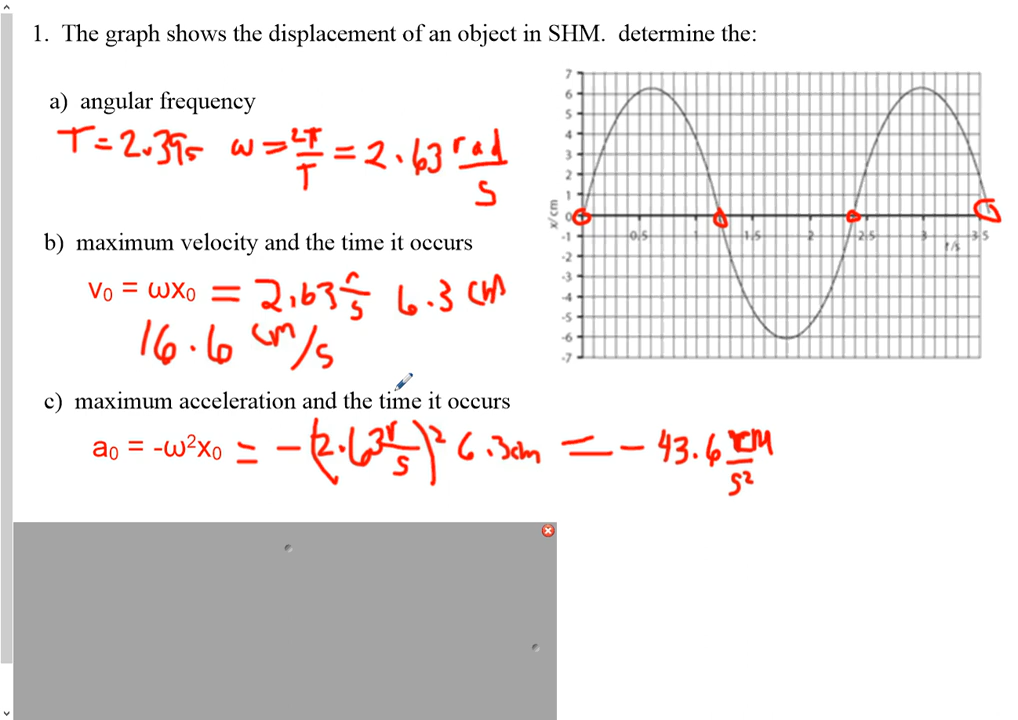 1. The graph shows the displacement of an object in SHM. determine the:
a) angular frequency
T = 2.39s ω = 2π/T = 2.63 rad/s
b) maximum velocity and the time it occurs
v₀ = ωx₀ = 2.63 r/s 6.3 cm
16.6 cm/s
c) maximum acceleration and the time it occurs
a₀ = -ω²x₀ = -(2.63 r/s)² 6.3cm = - 43.6 cm/s²
7
6
5
4
3
2
1
0
-1
-2
-3
-4
-5
-6
-7
x/cm
0.5 1 1.5 2 2.5 3 3.5
t/s